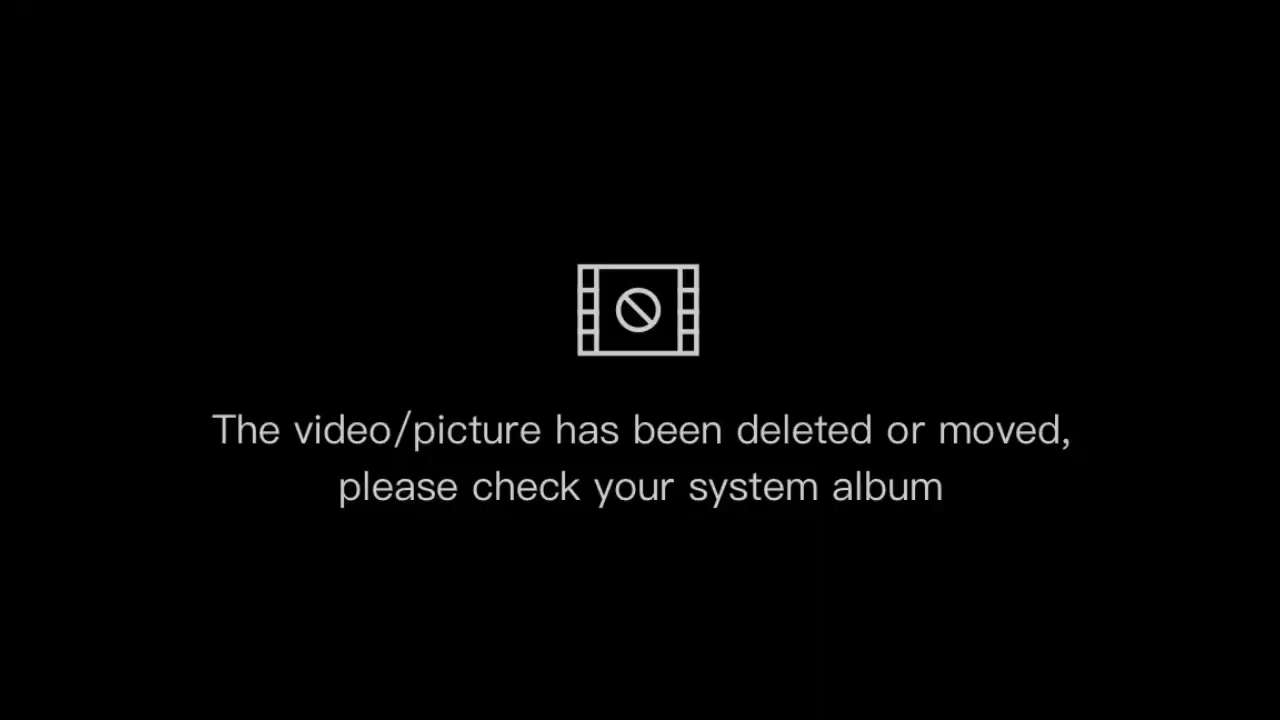 The video/picture has been deleted or moved,
please check your system album